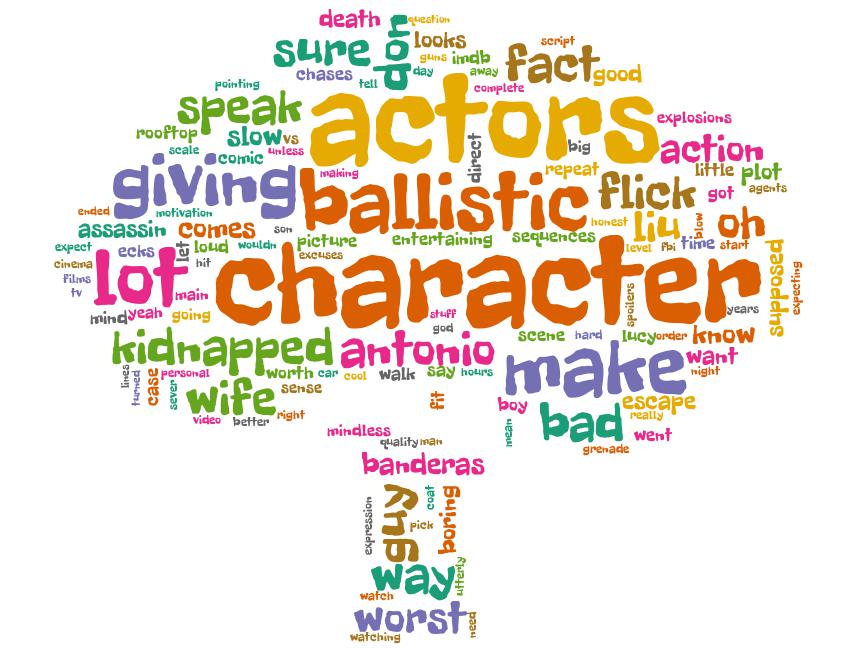 death
question
don
sure
looks
script
guns
imdb
fact
good
chases
tell
day
away
complete
pointing
speak
actors
explosions
rooftop
slow
vs
scale
comic
unless
direct
big
action
making
repeat
little
plot
giving
ballistic
flick
got
agents
ended
motivation
honest
liu
blow
oh
assassin
comes
son
expect
ecks
let
loud
wouldn
picture
entertaining
sequences
level
fbi
time
start
supposed
excuses
cinema
hit
films
tv
lot
main
character
spoilers
expecting
years
mind
yeah
going
stuff
god
kidnapped
antonio
scene
hard
lucy
order
know
make
want
night
lines
turned
case
personal
sever
worth
car
cool
walk
say
hours
wife
sense
fit
boy
escape
really
video
better
right
mean
bad
went
grenade
mindless
quality
man
banderas
expression
guy
coat
pick
boring
way
utterly
watch
worst
need
watching